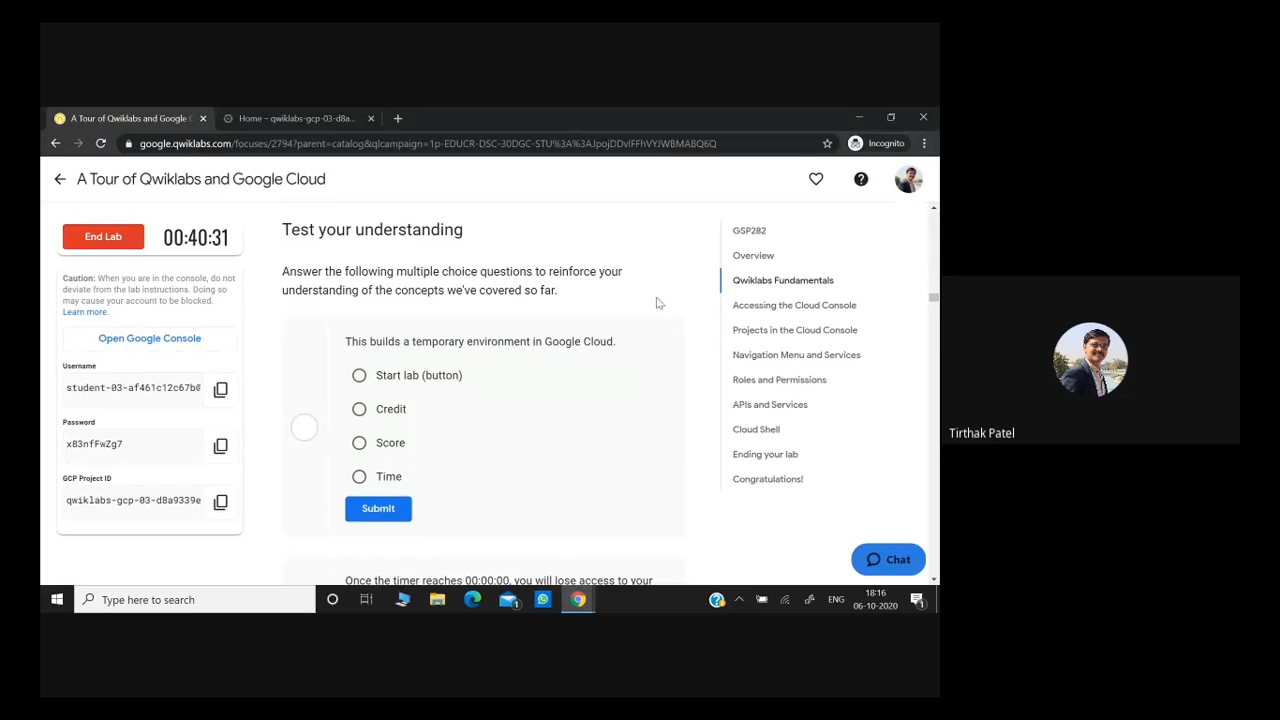 A Tour of Qwiklabs and Google C
Home – qwiklabs-gcp-03-d8a...
google.qwiklabs.com/focuses/2794?parent=catalog&qlcampaign=1p-EDUCR-DSC-30DGC-STU%3A%3AJpojDDvIFFhVYJWBMABQ6Q
Incognito
A Tour of Qwiklabs and Google Cloud
End Lab
00:40:31
Caution: When you are in the console, do not
deviate from the lab instructions. Doing so
may cause your account to be blocked.
Learn more.
Open Google Console
Username
student-03-af461c12c67b0
Password
x83nfFwZg7
GCP Project ID
qwiklabs-gcp-03-d8a9339e
Test your understanding
Answer the following multiple choice questions to reinforce your
understanding of the concepts we've covered so far.
This builds a temporary environment in Google Cloud.
Start lab (button)
Credit
Score
Time
Submit
Once the timer reaches 00:00:00, you will lose access to your
GSP282
Overview
Qwiklabs Fundamentals
Accessing the Cloud Console
Projects in the Cloud Console
Navigation Menu and Services
Roles and Permissions
APIs and Services
Cloud Shell
Ending your lab
Congratulations!
Chat
Type here to search
1
ENG
18:16
06-10-2020
1
Tirthak Patel